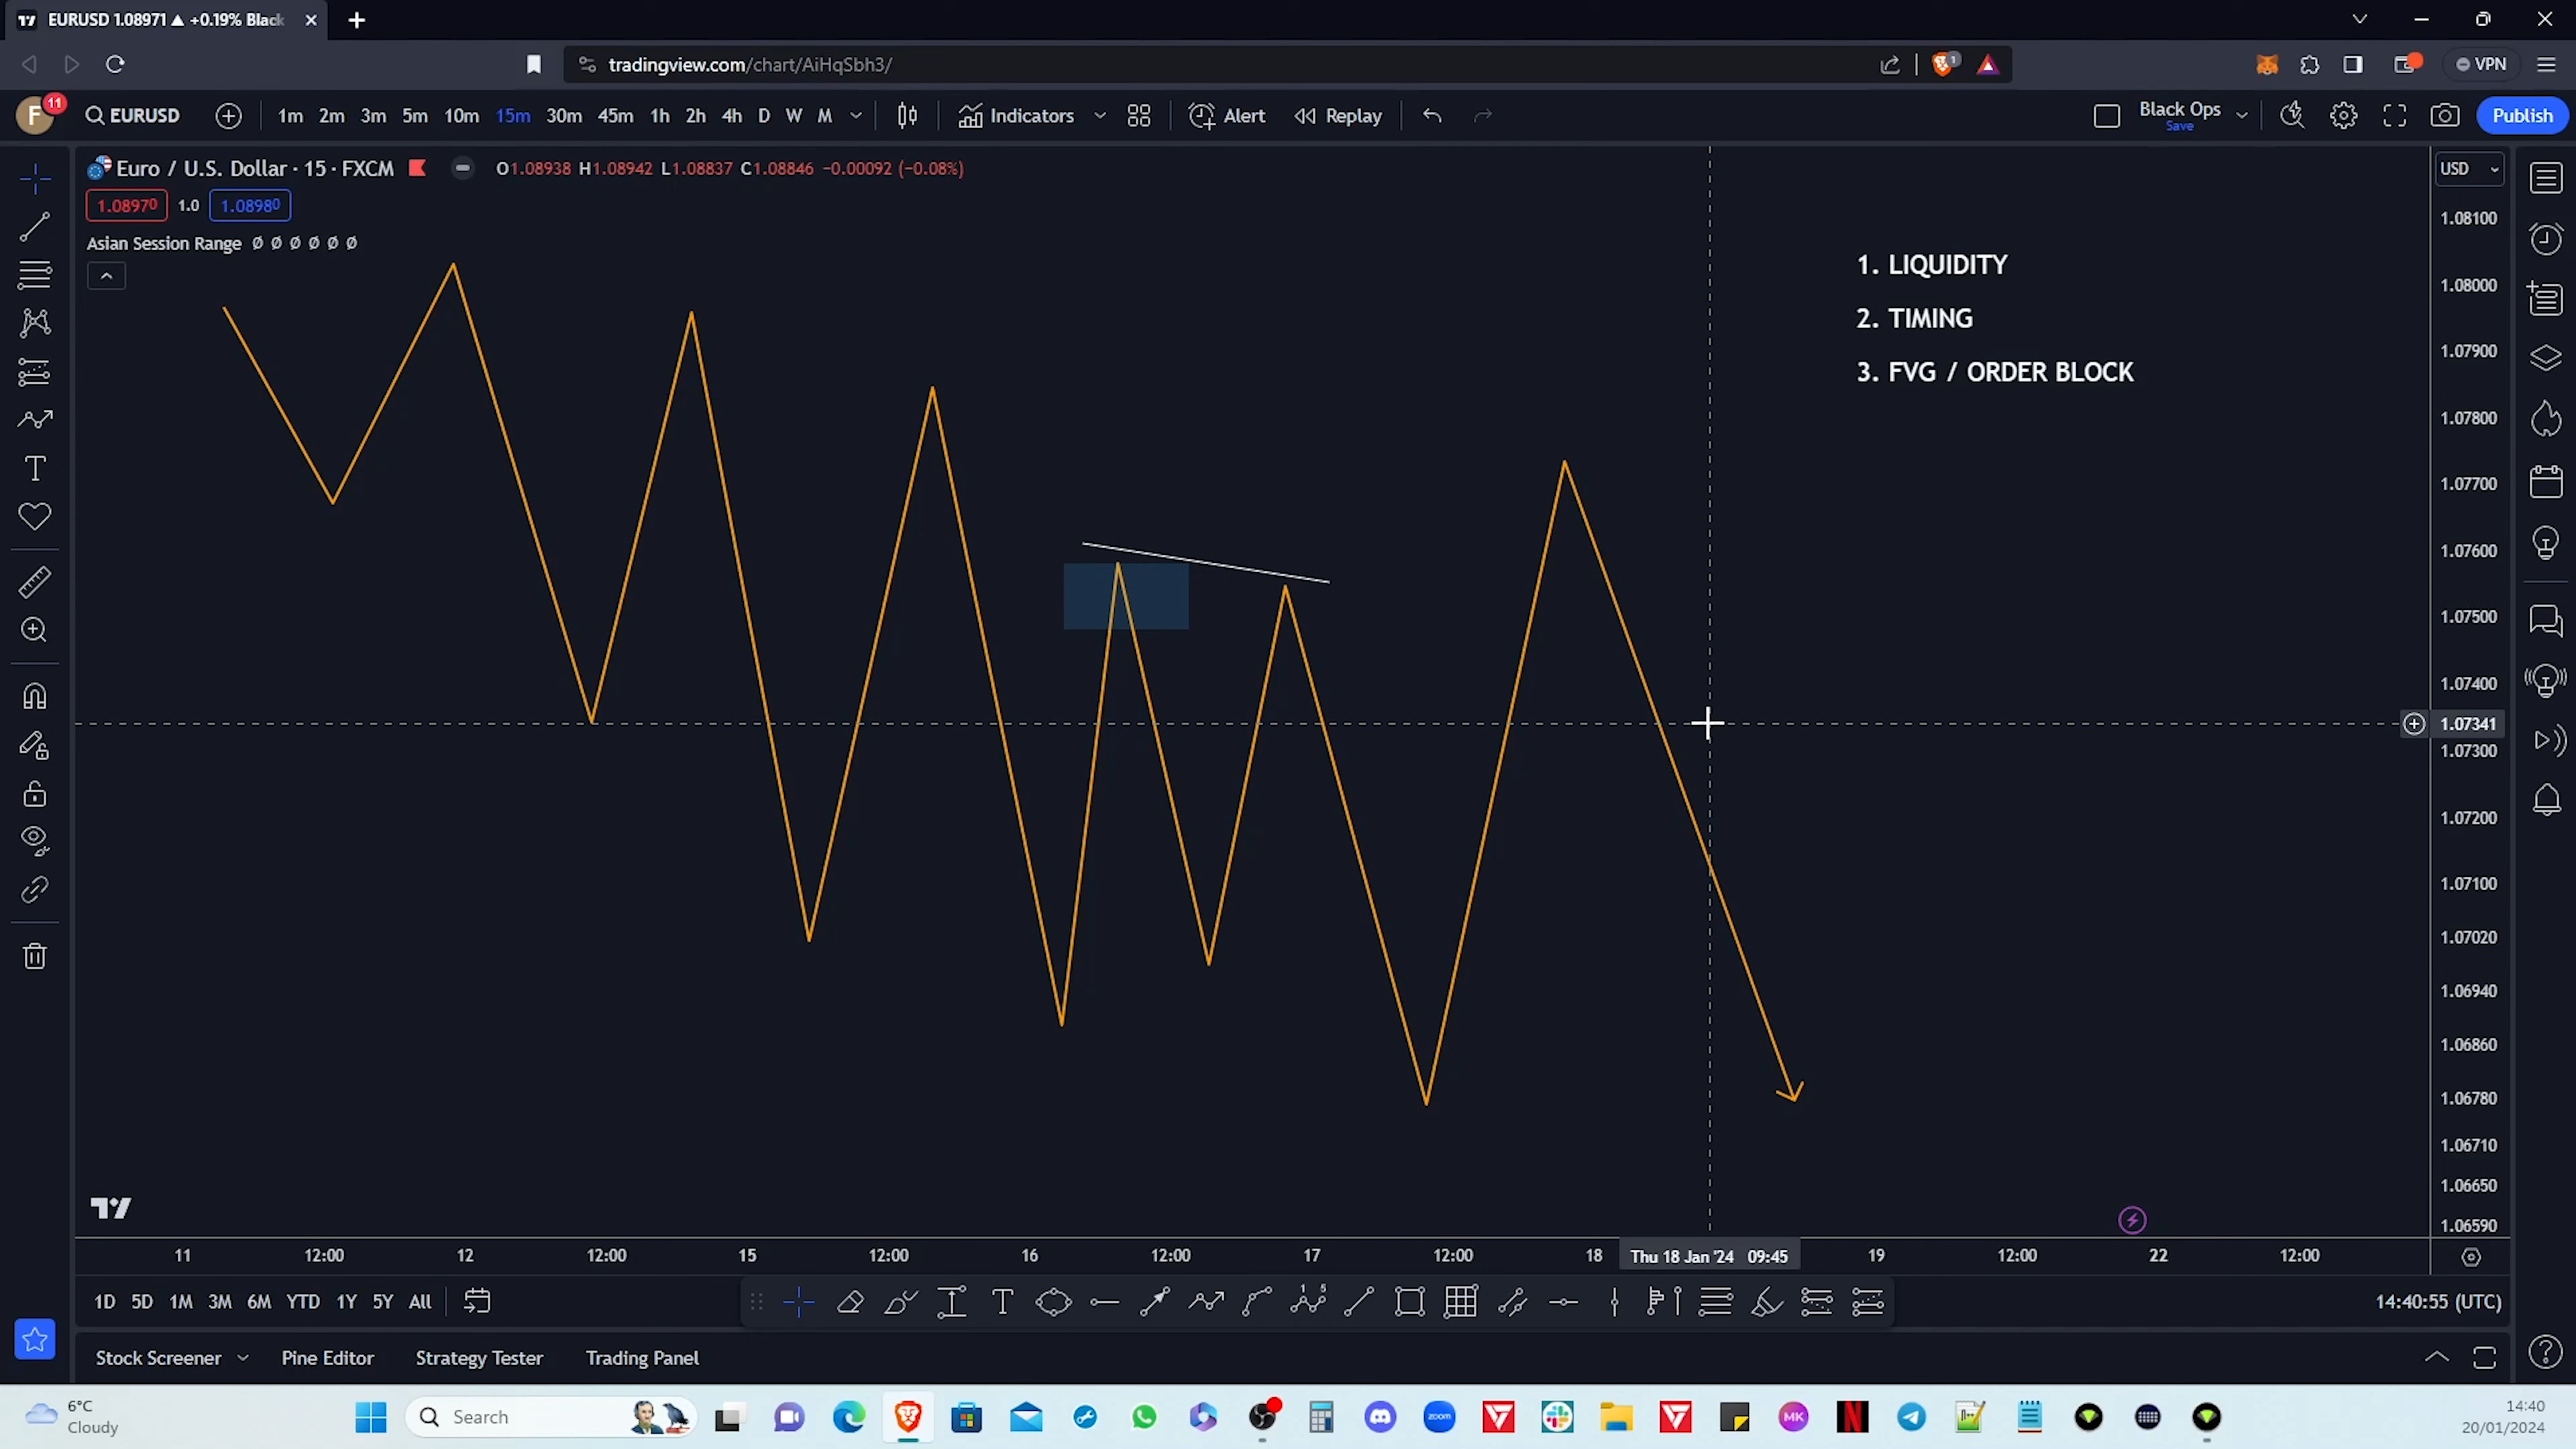 EURUSD 1.08971 ▲ +0.19% Black
tradingview.com/chart/AiHqSbh3/
1
VPN
F
11
EURUSD
1m 2m 3m 5m 10m 15m 30m 45m 1h 2h 4h D W M
Indicators
Alert
Replay
Black Ops
Save
Publish
Euro / U.S. Dollar · 15 · FXCM
O1.08938 H1.08942 L1.08837 C1.08846 −0.00092 (−0.08%)
USD
1.08970 1.0 1.08980
Asian Session Range Ø Ø Ø Ø Ø Ø
1. LIQUIDITY
2. TIMING
3. FVG / ORDER BLOCK
1.08100
1.08000
1.07900
1.07800
1.07700
1.07600
1.07500
1.07400
1.07341
1.07300
1.07200
1.07100
1.07020
1.06940
1.06860
1.06780
1.06710
1.06650
1.06590
11 12:00 12 12:00 15 12:00 16 12:00 17 12:00 18 Thu 18 Jan '24 09:45 19 12:00 22 12:00
1D 5D 1M 3M 6M YTD 1Y 5Y All
14:40:55 (UTC)
Stock Screener Pine Editor Strategy Tester Trading Panel
6°C
Cloudy
Search
zoom
MK
N
14:40
20/01/2024